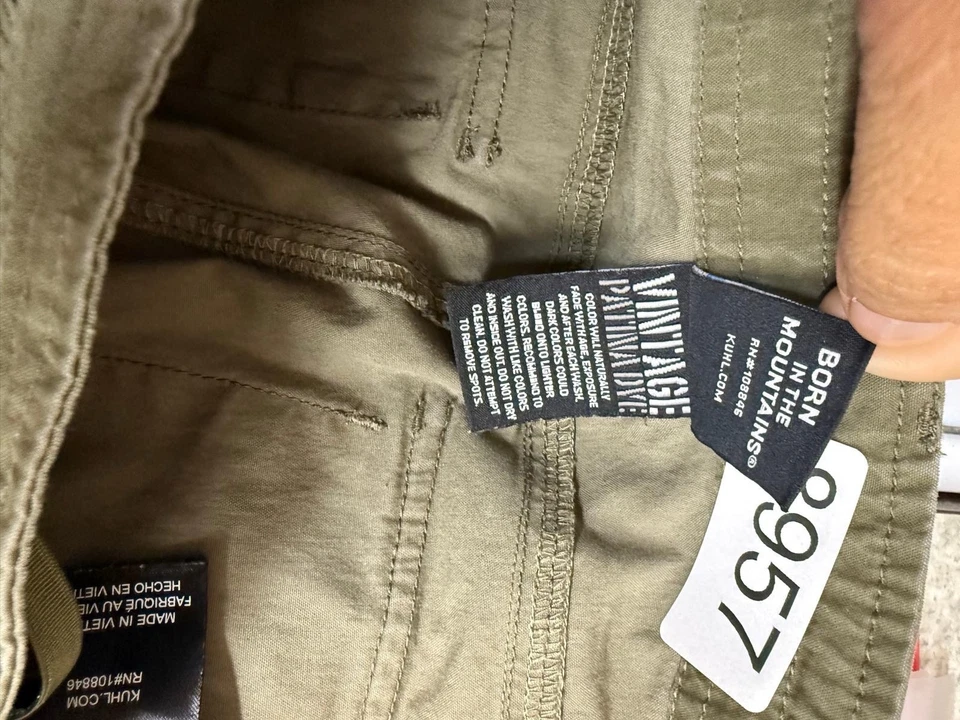 BORN
IN THE
MOUNTAINS®
RN#108846
KUHL.COM
VINTAGE
PATINA DYE
COLOR WILL NATURALLY
FADE WITH AGE, EXPOSURE
AND AFTER EACH WASH.
DARK COLORS COULD
BLEED ONTO LIGHTER
COLORS. RECOMMEND TO
WASH WITH LIKE COLORS
AND INSIDE OUT. DO NOT DRY
CLEAN. DO NOT ATTEMPT
TO REMOVE SPOTS.
8957
KUHL.COM
RN#108846
MADE IN VIET
FABRIQUÉ AU VIE
HECHO EN VIET